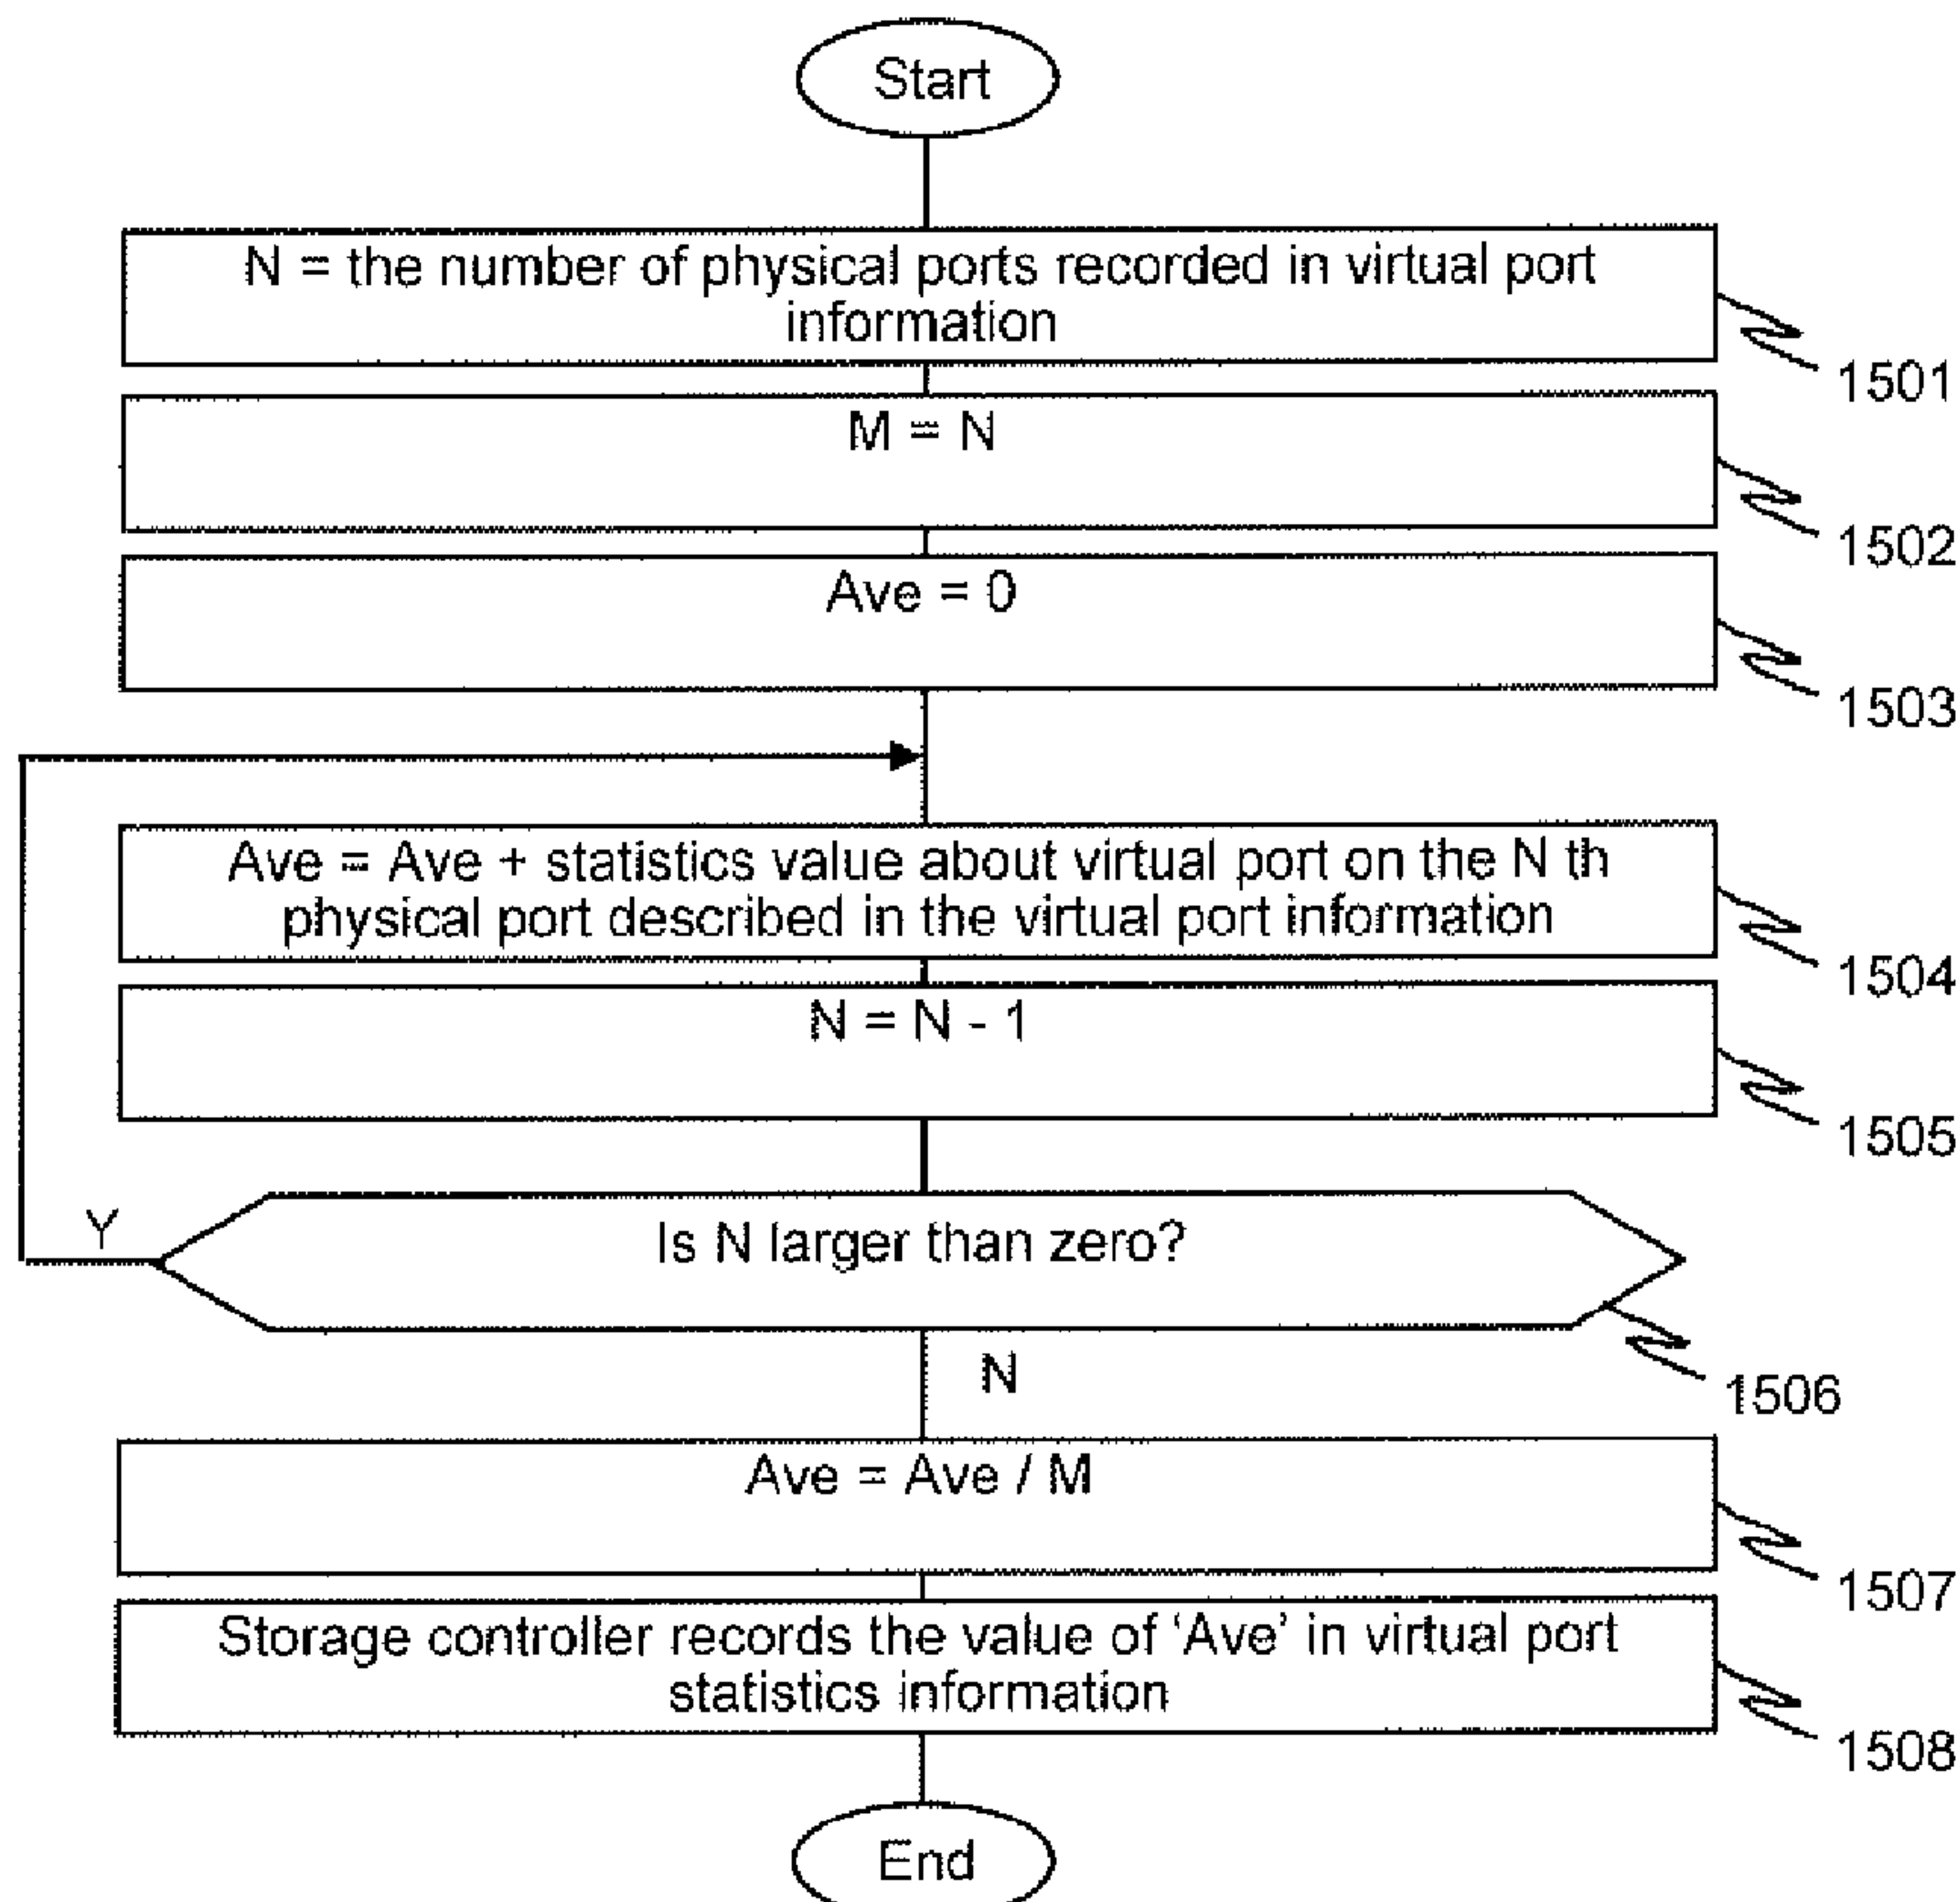 Start
N = the number of physical ports recorded in virtual port
information
1501
M = N
1502
Ave = 0
1503
Ave = Ave + statistics value about virtual port on the N th
physical port described in the virtual port information
1504
N = N - 1
1505
Y
Is N larger than zero?
N
1506
Ave = Ave / M
1507
Storage controller records the value of ‘Ave’ in virtual port
statistics information
1508
End